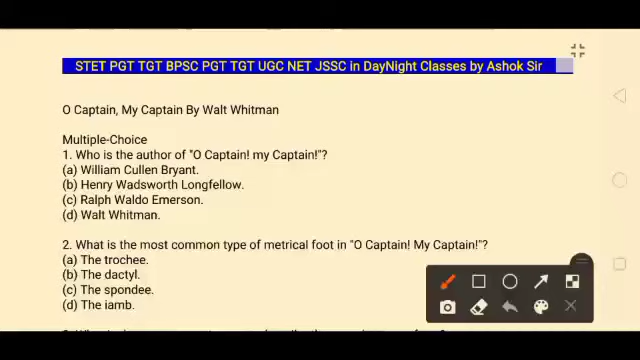 STET PGT TGT BPSC PGT TGT UGC NET JSSC in DayNight Classes by Ashok Sir
O Captain, My Captain By Walt Whitman
Multiple-Choice
1. Who is the author of "O Captain! my Captain!"?
(a) William Cullen Bryant.
(b) Henry Wadsworth Longfellow.
(c) Ralph Waldo Emerson.
(d) Walt Whitman.
2. What is the most common type of metrical foot in "O Captain! My Captain!"?
(a) The trochee.
(b) The dactyl.
(c) The spondee.
(d) The iamb.